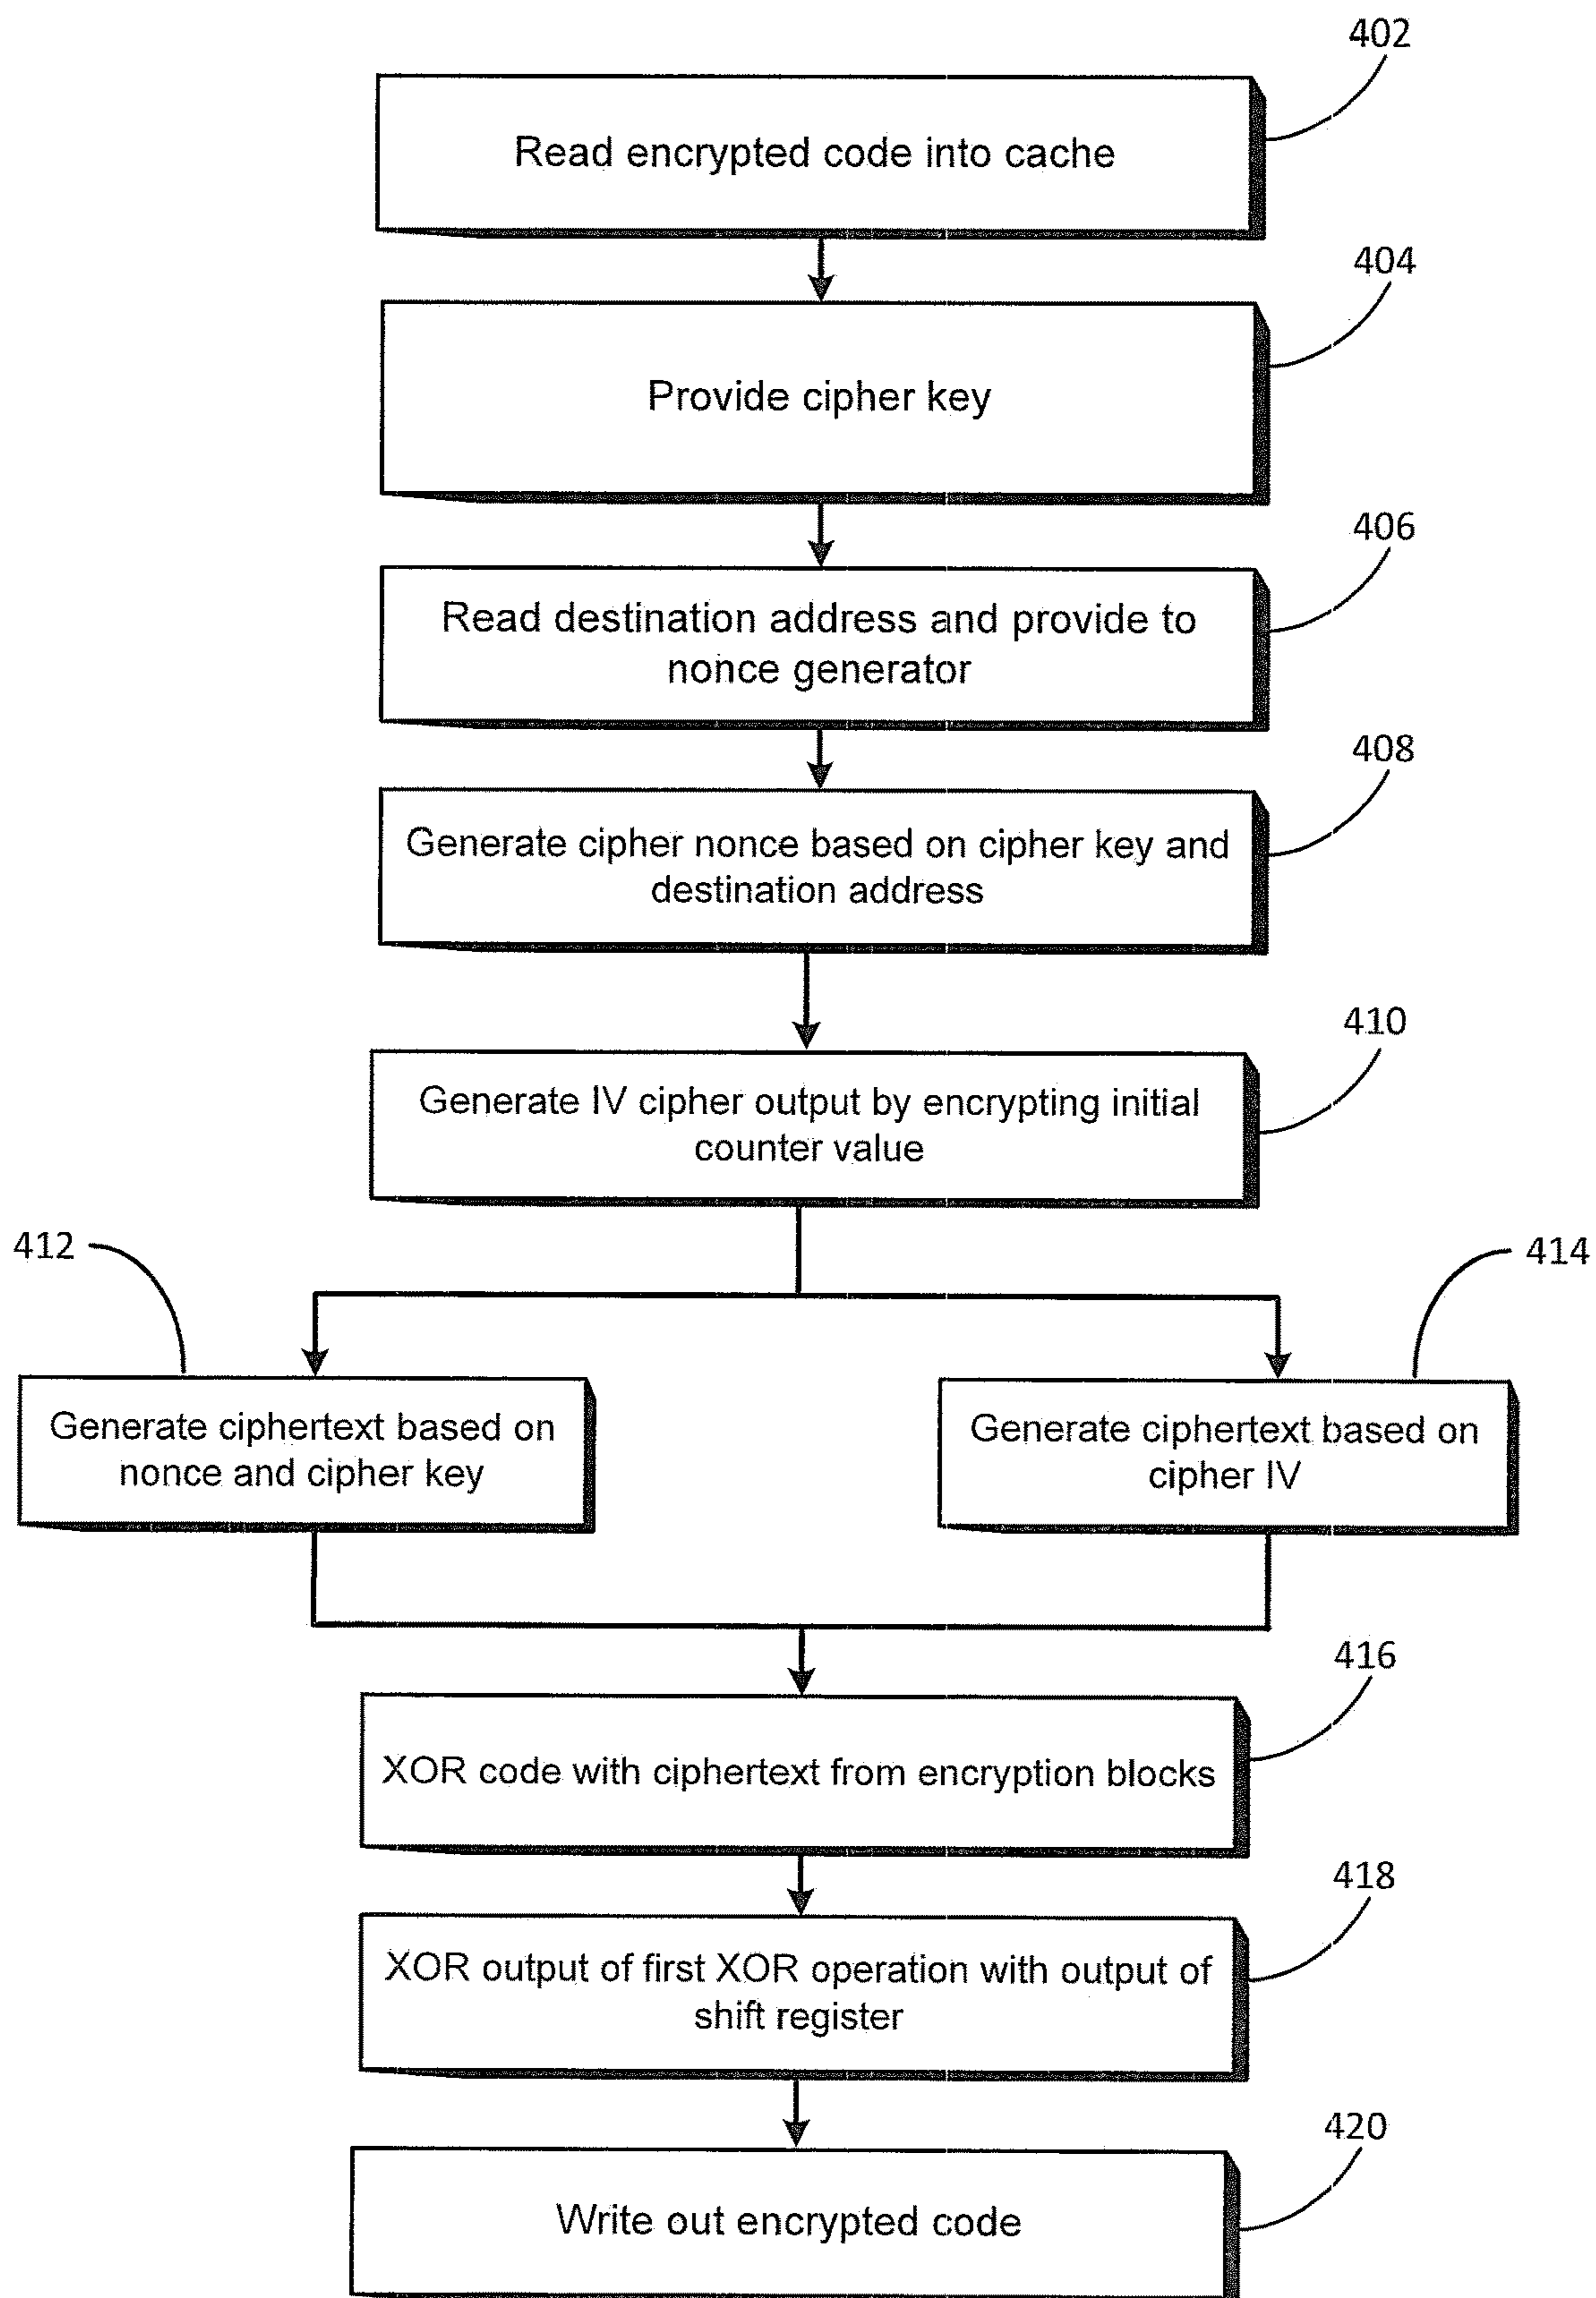 402
Read encrypted code into cache
404
Provide cipher key
406
Read destination address and provide to
nonce generator
408
Generate cipher nonce based on cipher key and
destination address
410
Generate IV cipher output by encrypting initial
counter value
412
414
Generate ciphertext based on
nonce and cipher key
Generate ciphertext based on
cipher IV
416
XOR code with ciphertext from encryption blocks
418
XOR output of first XOR operation with output of
shift register
420
Write out encrypted code